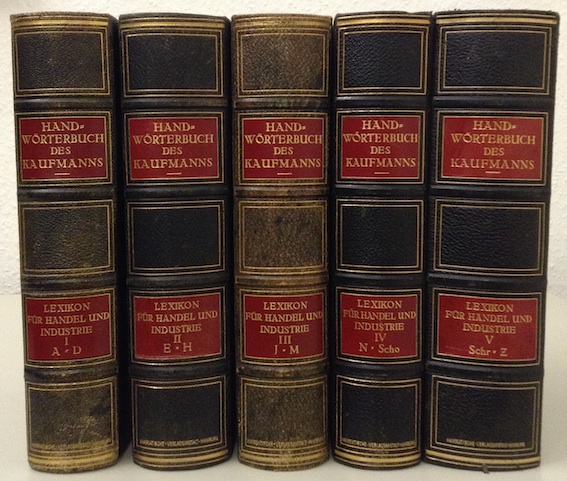 HAND=
WÖRTERBUCH
DES
KAUFMANNS
LEXIKON
FÜR HANDEL UND
INDUSTRIE
I
A - D
HAND=
WÖRTERBUCH
DES
KAUFMANNS
LEXIKON
FÜR HANDEL UND
INDUSTRIE
II
E • H
HAND=
WÖRTERBUCH
DES
KAUFMANNS
LEXIKON
FÜR HANDEL UND
INDUSTRIE
III
J • M
HAND=
WÖRTERBUCH
DES
KAUFMANNS
LEXIKON
FÜR HANDEL UND
INDUSTRIE
IV
N • Scho
HAND=
WÖRTERBUCH
DES
KAUFMANNS
LEXIKON
FÜR HANDEL UND
INDUSTRIE
V
Schr • Z